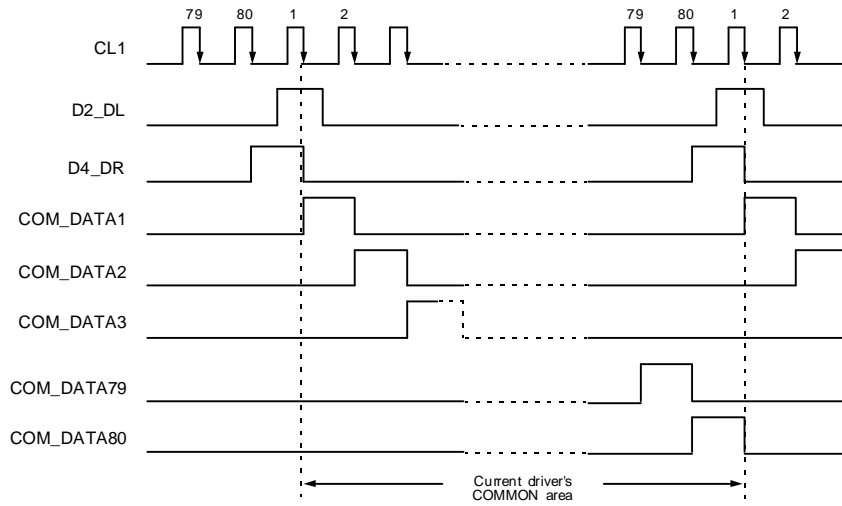 79 80 1 2 79 80 1 2
CL1
D2_DL
D4_DR
COM_DATA1
COM_DATA2
COM_DATA3
COM_DATA79
COM_DATA80
Current driver's
COMMON area